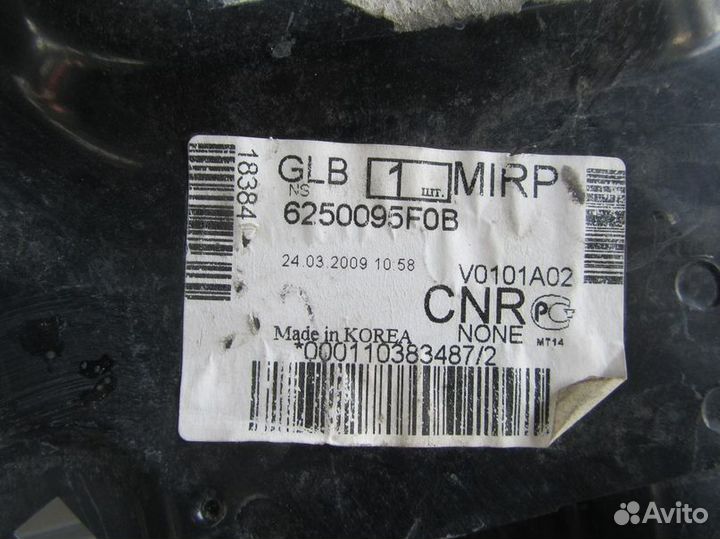 18384
GLB 1 шт. MIRP
NS
6250095F0B
24.03.2009 10:58
V0101A02
CNR РС
Made in KOREA NONE MT14
*000110383487/2
Avito